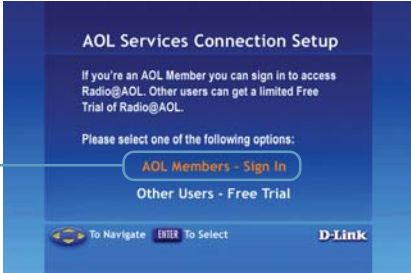 AOL Services Connection Setup
If you're an AOL Member you can sign in to access
Radio@AOL. Other users can get a limited Free
Trial of Radio@AOL.
Please select one of the following options:
AOL Members - Sign In
Other Users - Free Trial
To Navigate ENTER To Select D-Link